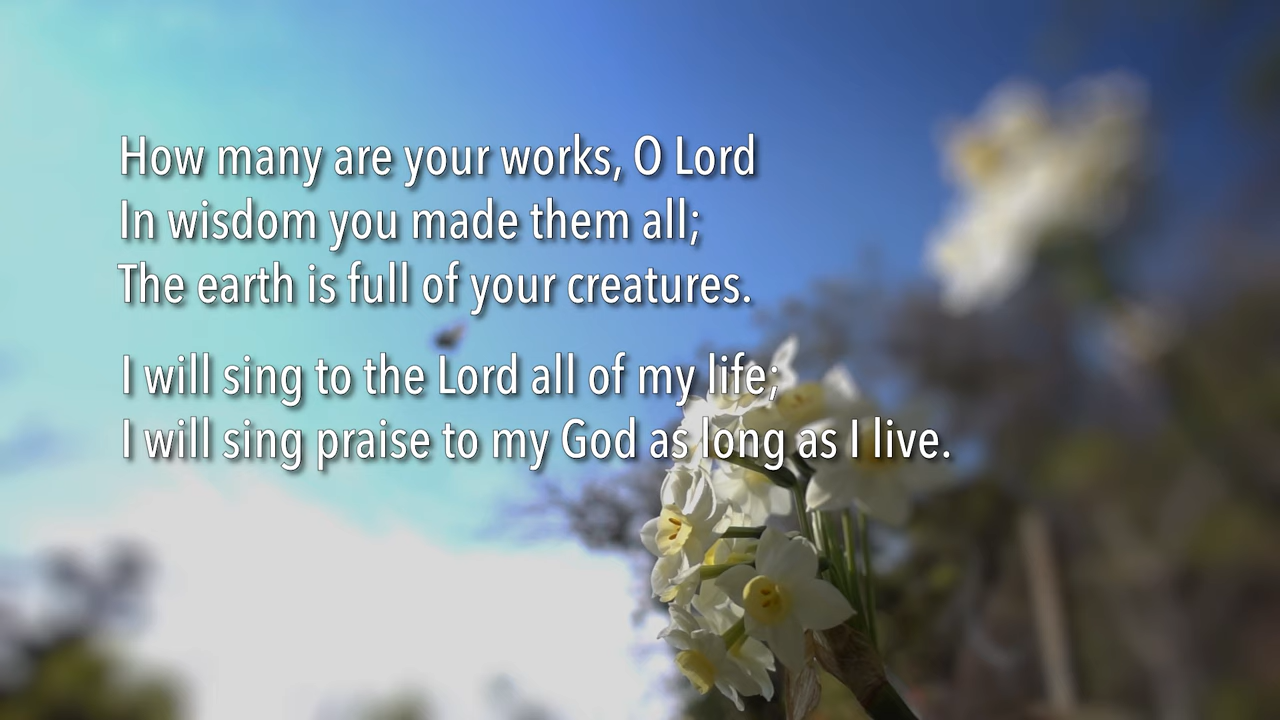 How many are your works, O Lord
In wisdom you made them all;
The earth is full of your creatures.
I will sing to the Lord all of my life;
I will sing praise to my God as long as I live.